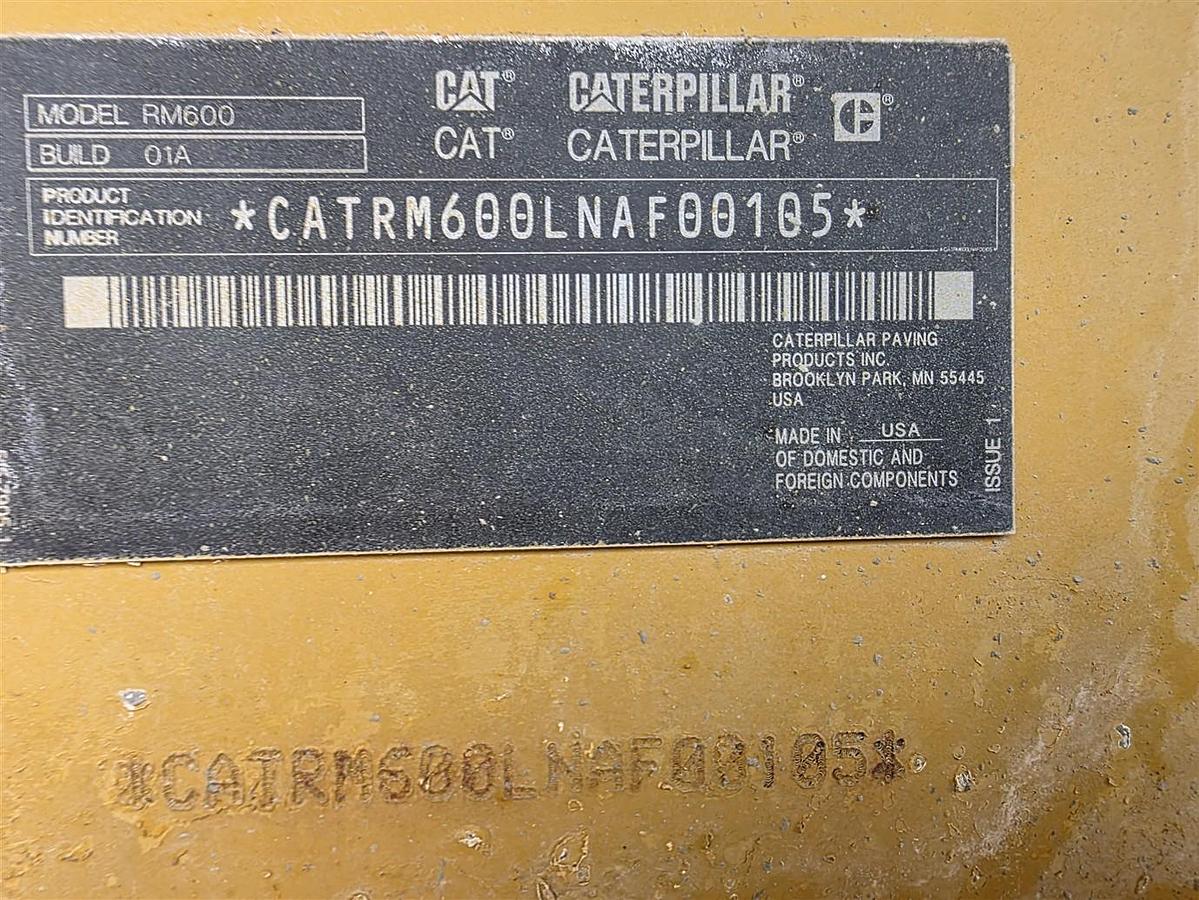 CAT® CATERPILLAR® CE®
CAT® CATERPILLAR®
MODEL RM600
BUILD 01A
PRODUCT
IDENTIFICATION
NUMBER
*CATRM600LNAF00105*
CATERPILLAR PAVING
PRODUCTS INC.
BROOKLYN PARK, MN 55445
USA
MADE IN USA
OF DOMESTIC AND
FOREIGN COMPONENTS
ISSUE 1
*CATRM600LNAF00105*